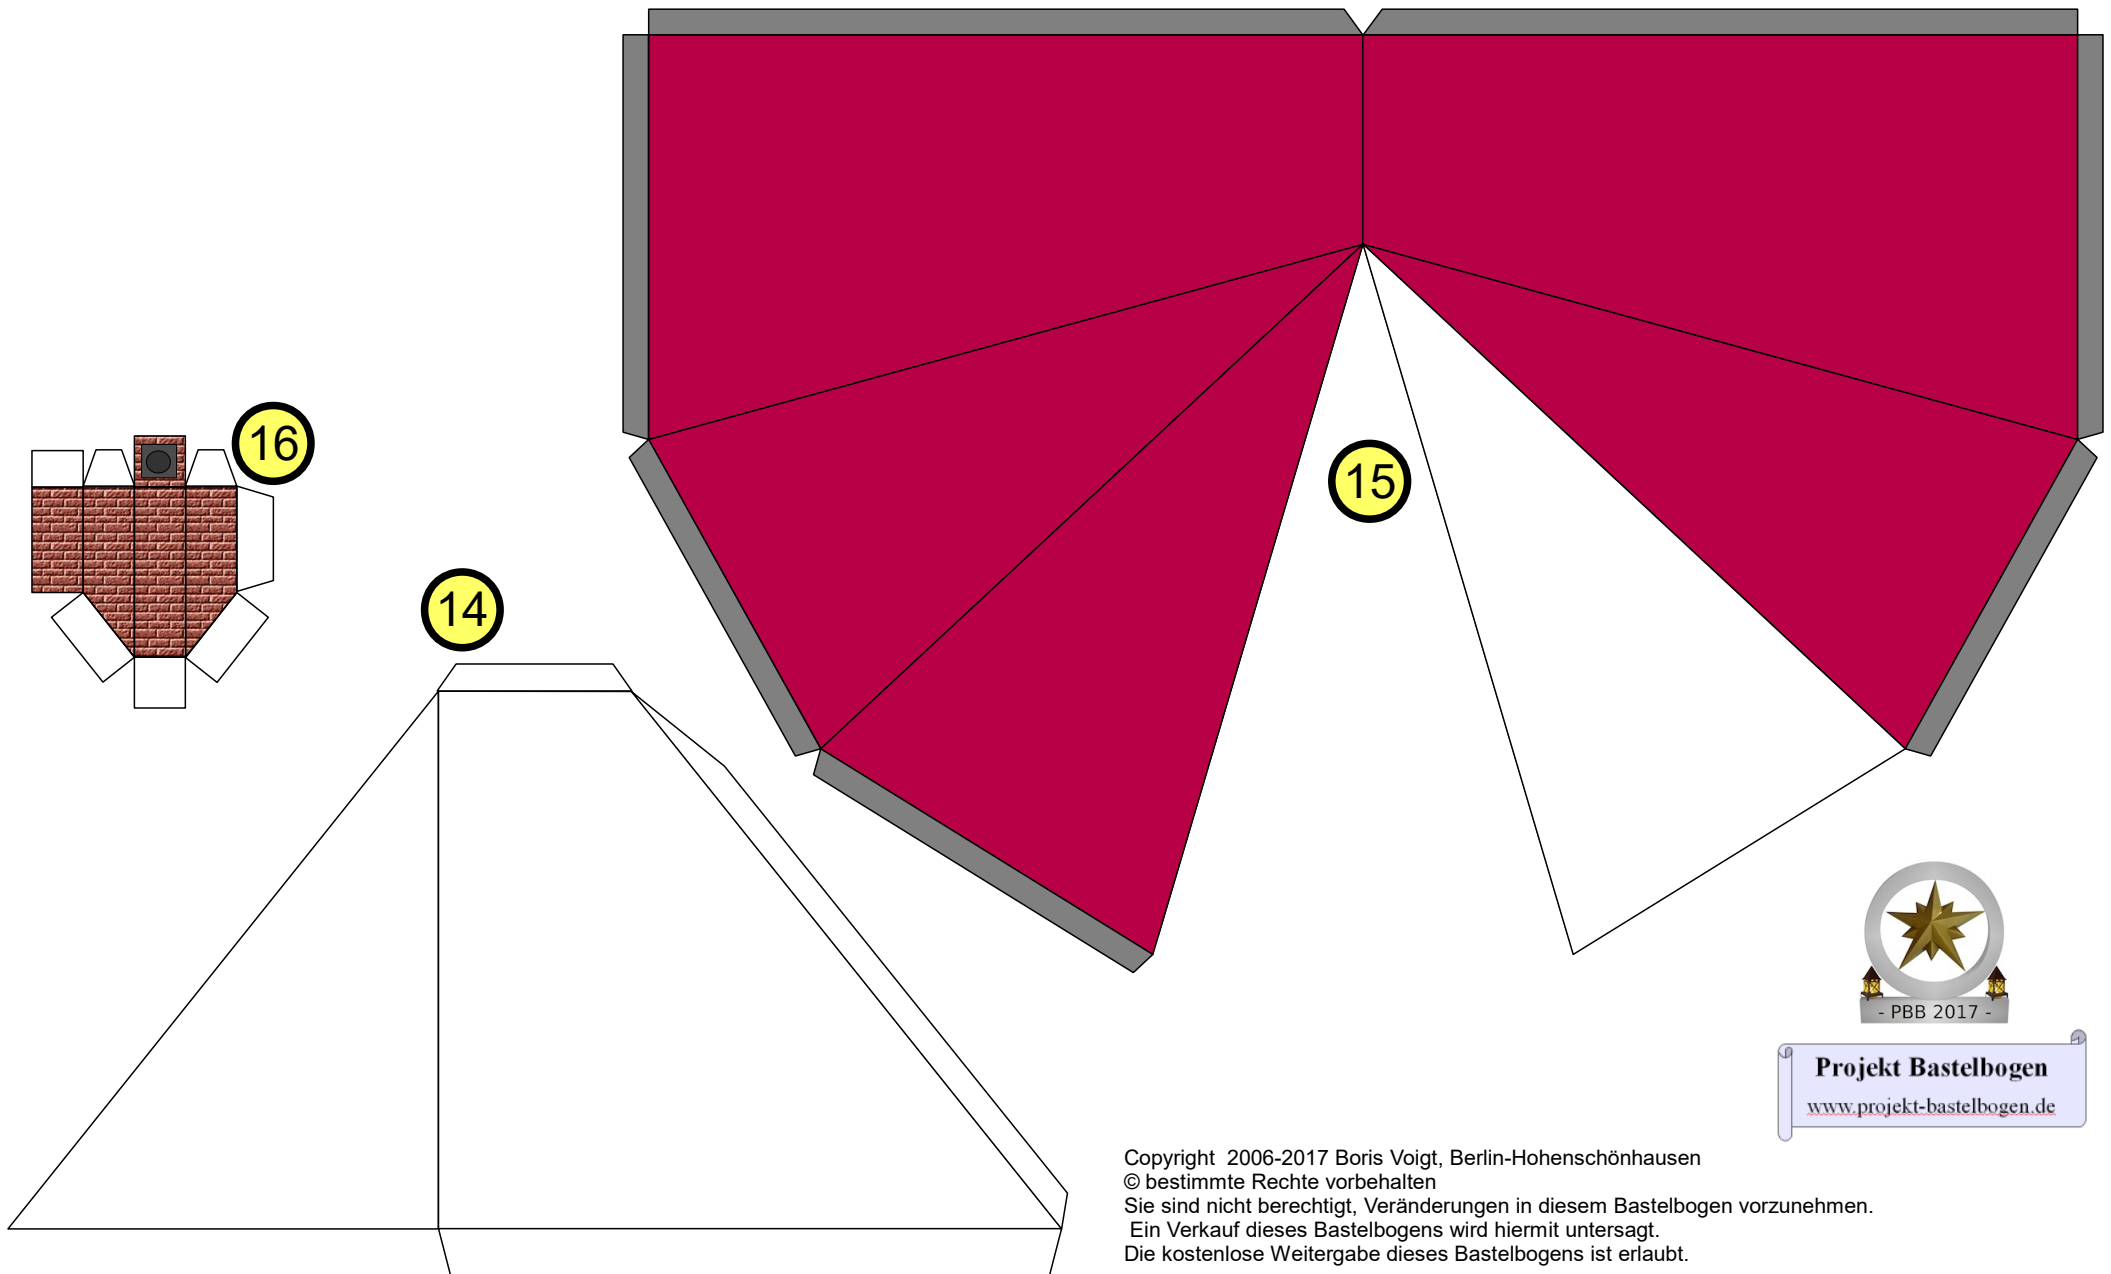 16
15
14
- PBB 2017 -
Projekt Bastelbogen
www.projekt-bastelbogen.de
Copyright  2006-2017 Boris Voigt, Berlin-Hohenschönhausen
© bestimmte Rechte vorbehalten
Sie sind nicht berechtigt, Veränderungen in diesem Bastelbogen vorzunehmen.
Ein Verkauf dieses Bastelbogens wird hiermit untersagt.
Die kostenlose Weitergabe dieses Bastelbogens ist erlaubt.